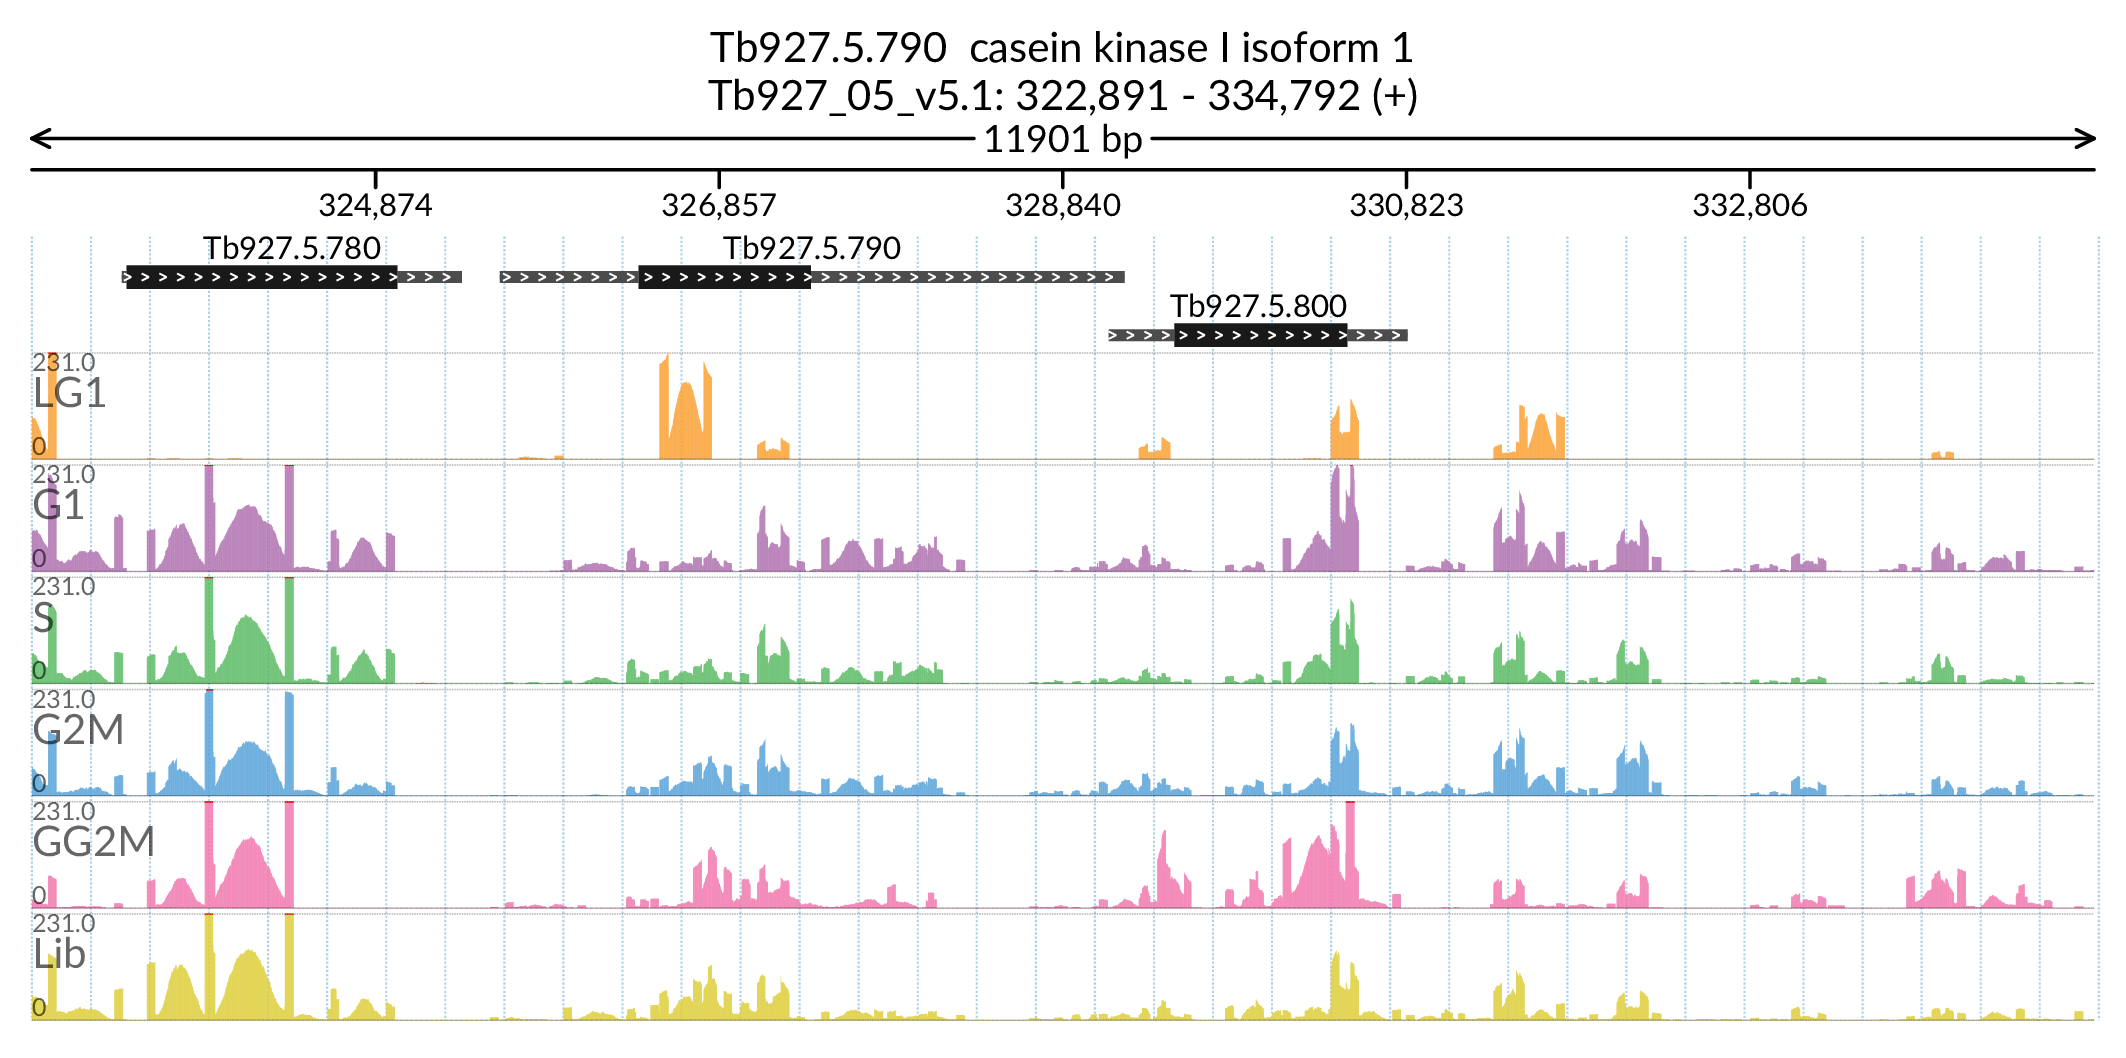 Tb927.5.790  casein kinase I isoform 1
Tb927_05_v5.1: 322,891 - 334,792 (+)
11901 bp
324,874 326,857 328,840 330,823 332,806
Tb927.5.780 Tb927.5.790
Tb927.5.800
231.0
LG1
0
231.0
G1
0
231.0
S
0
231.0
G2M
0
231.0
GG2M
0
231.0
Lib
0